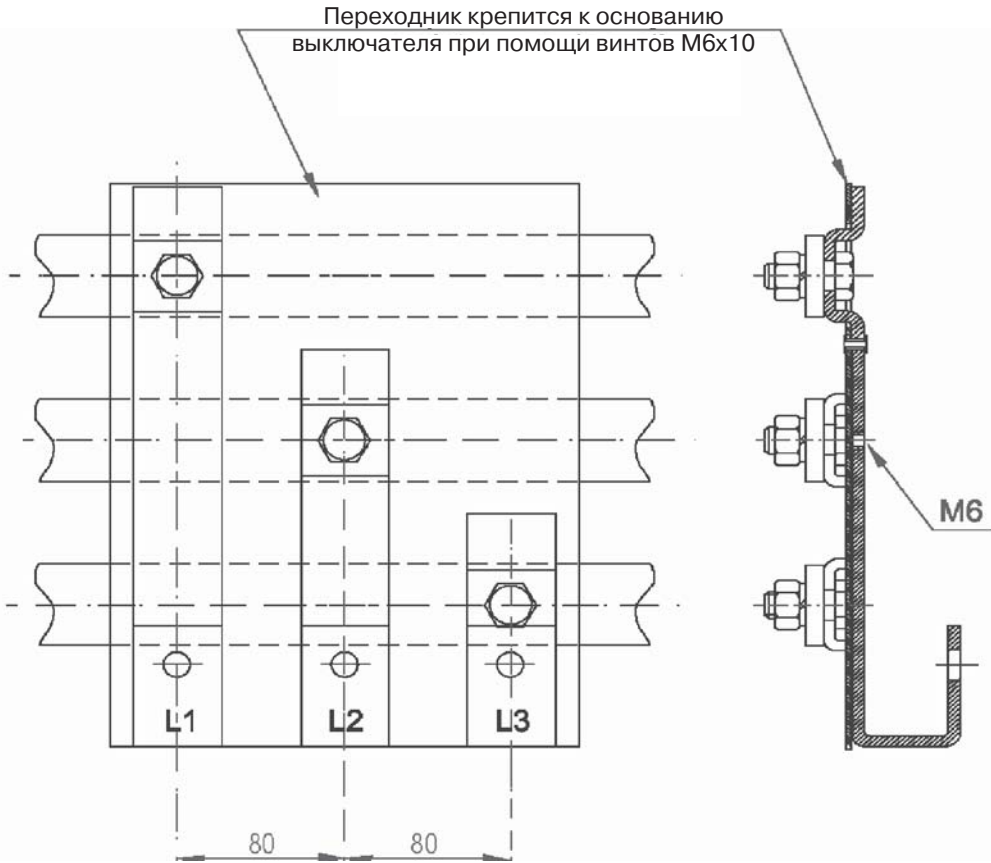 Переходник крепится к основанию
выключателя при помощи винтов М6х10
М6
L1 L2 L3
80 80